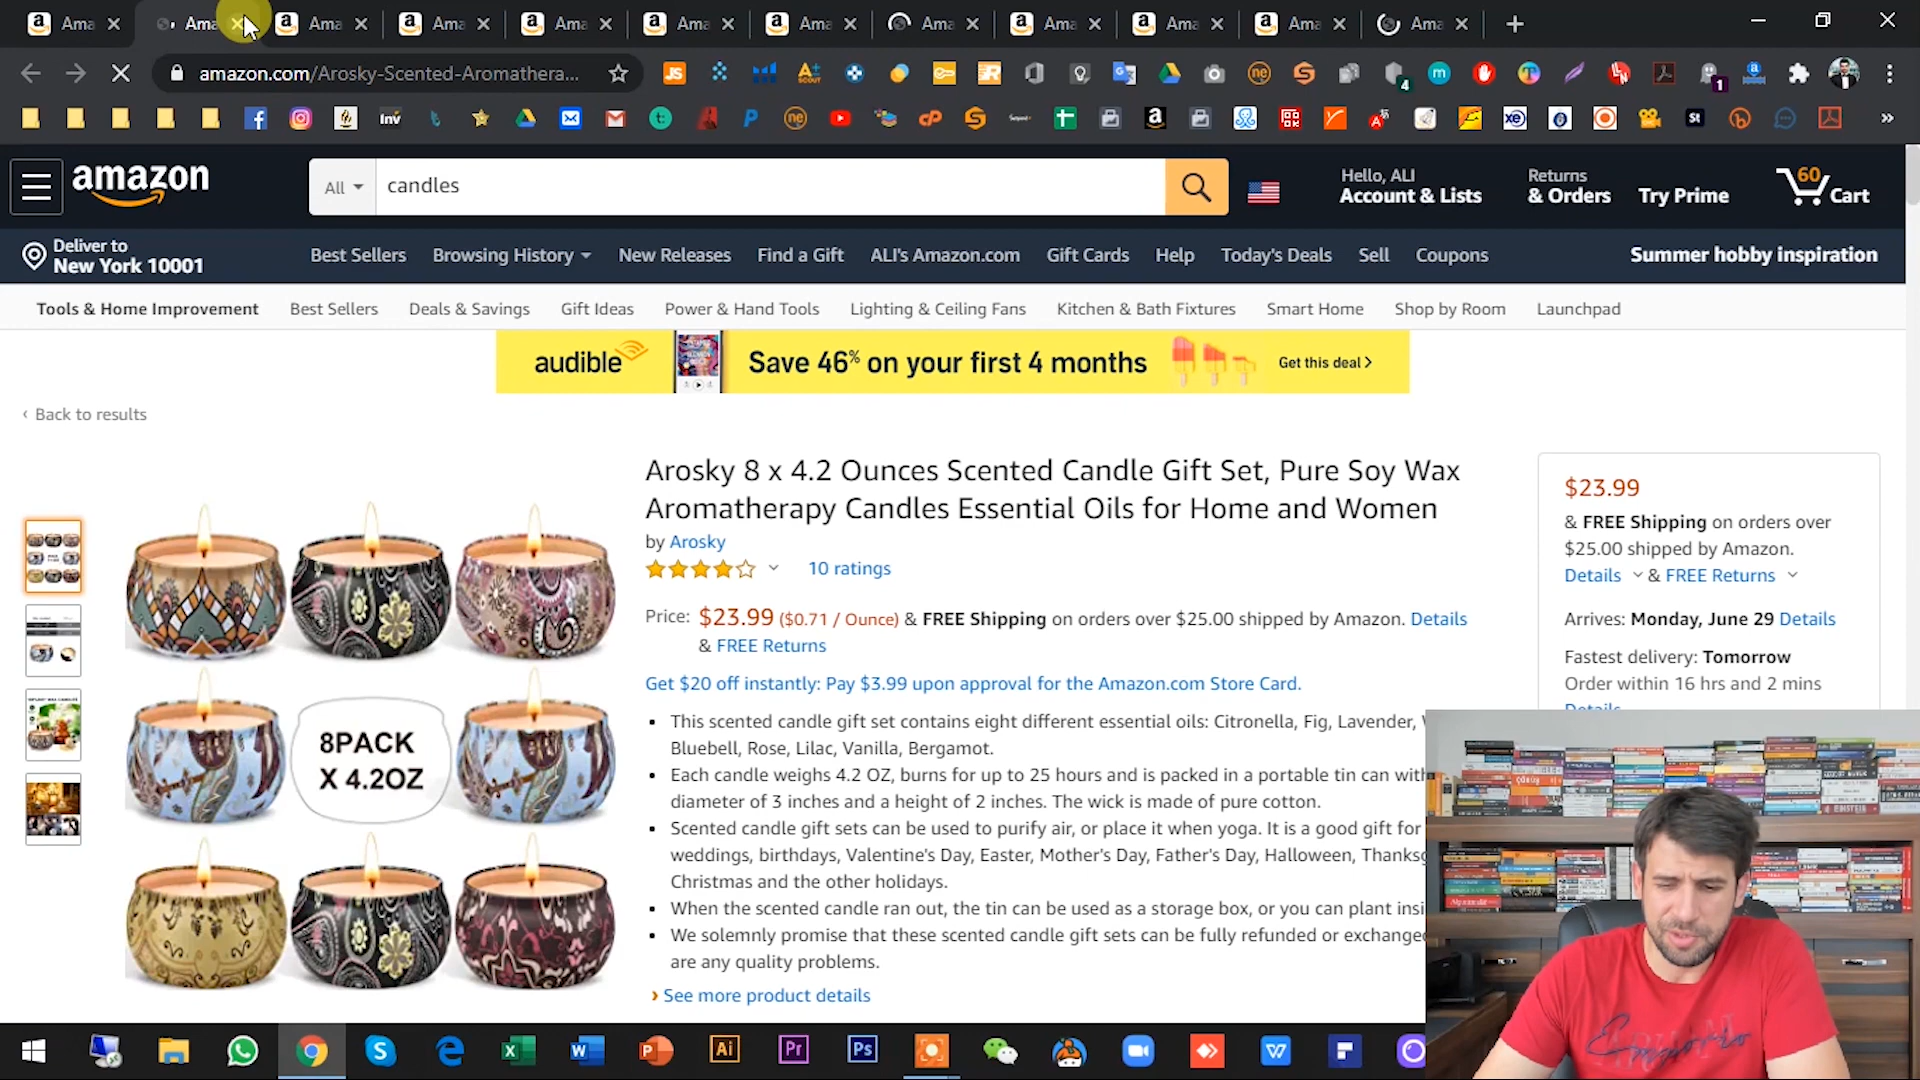 Ama
Ama
Ama
Ama
Ama
Ama
Ama
Ama
Ama
Ama
Ama
Ama
amazon.com/Arosky-Scented-Aromathera...
amazon
All
candles
Hello, ALI
Account & Lists
Returns
& Orders
Try Prime
60
Cart
Deliver to
New York 10001
Best Sellers
Browsing History
New Releases
Find a Gift
ALI's Amazon.com
Gift Cards
Help
Today's Deals
Sell
Coupons
Summer hobby inspiration
Tools & Home Improvement
Best Sellers
Deals & Savings
Gift Ideas
Power & Hand Tools
Lighting & Ceiling Fans
Kitchen & Bath Fixtures
Smart Home
Shop by Room
Launchpad
audible
Save 46% on your first 4 months
Get this deal >
‹ Back to results
8PACK
X 4.2OZ
Arosky 8 x 4.2 Ounces Scented Candle Gift Set, Pure Soy Wax
Aromatherapy Candles Essential Oils for Home and Women
by Arosky
10 ratings
Price: $23.99 ($0.71 / Ounce) & FREE Shipping on orders over $25.00 shipped by Amazon. Details
& FREE Returns
Get $20 off instantly: Pay $3.99 upon approval for the Amazon.com Store Card.
This scented candle gift set contains eight different essential oils: Citronella, Fig, Lavender,
Bluebell, Rose, Lilac, Vanilla, Bergamot.
Each candle weighs 4.2 OZ, burns for up to 25 hours and is packed in a portable tin can with
diameter of 3 inches and a height of 2 inches. The wick is made of pure cotton.
Scented candle gift sets can be used to purify air, or place it when yoga. It is a good gift for
weddings, birthdays, Valentine's Day, Easter, Mother's Day, Father's Day, Halloween, Thanksg
Christmas and the other holidays.
When the scented candle ran out, the tin can be used as a storage box, or you can plant insi
We solemnly promise that these scented candle gift sets can be fully refunded or exchanged
are any quality problems.
› See more product details
$23.99
& FREE Shipping on orders over
$25.00 shipped by Amazon.
Details & FREE Returns
Arrives: Monday, June 29 Details
Fastest delivery: Tomorrow
Order within 16 hrs and 2 mins
Details